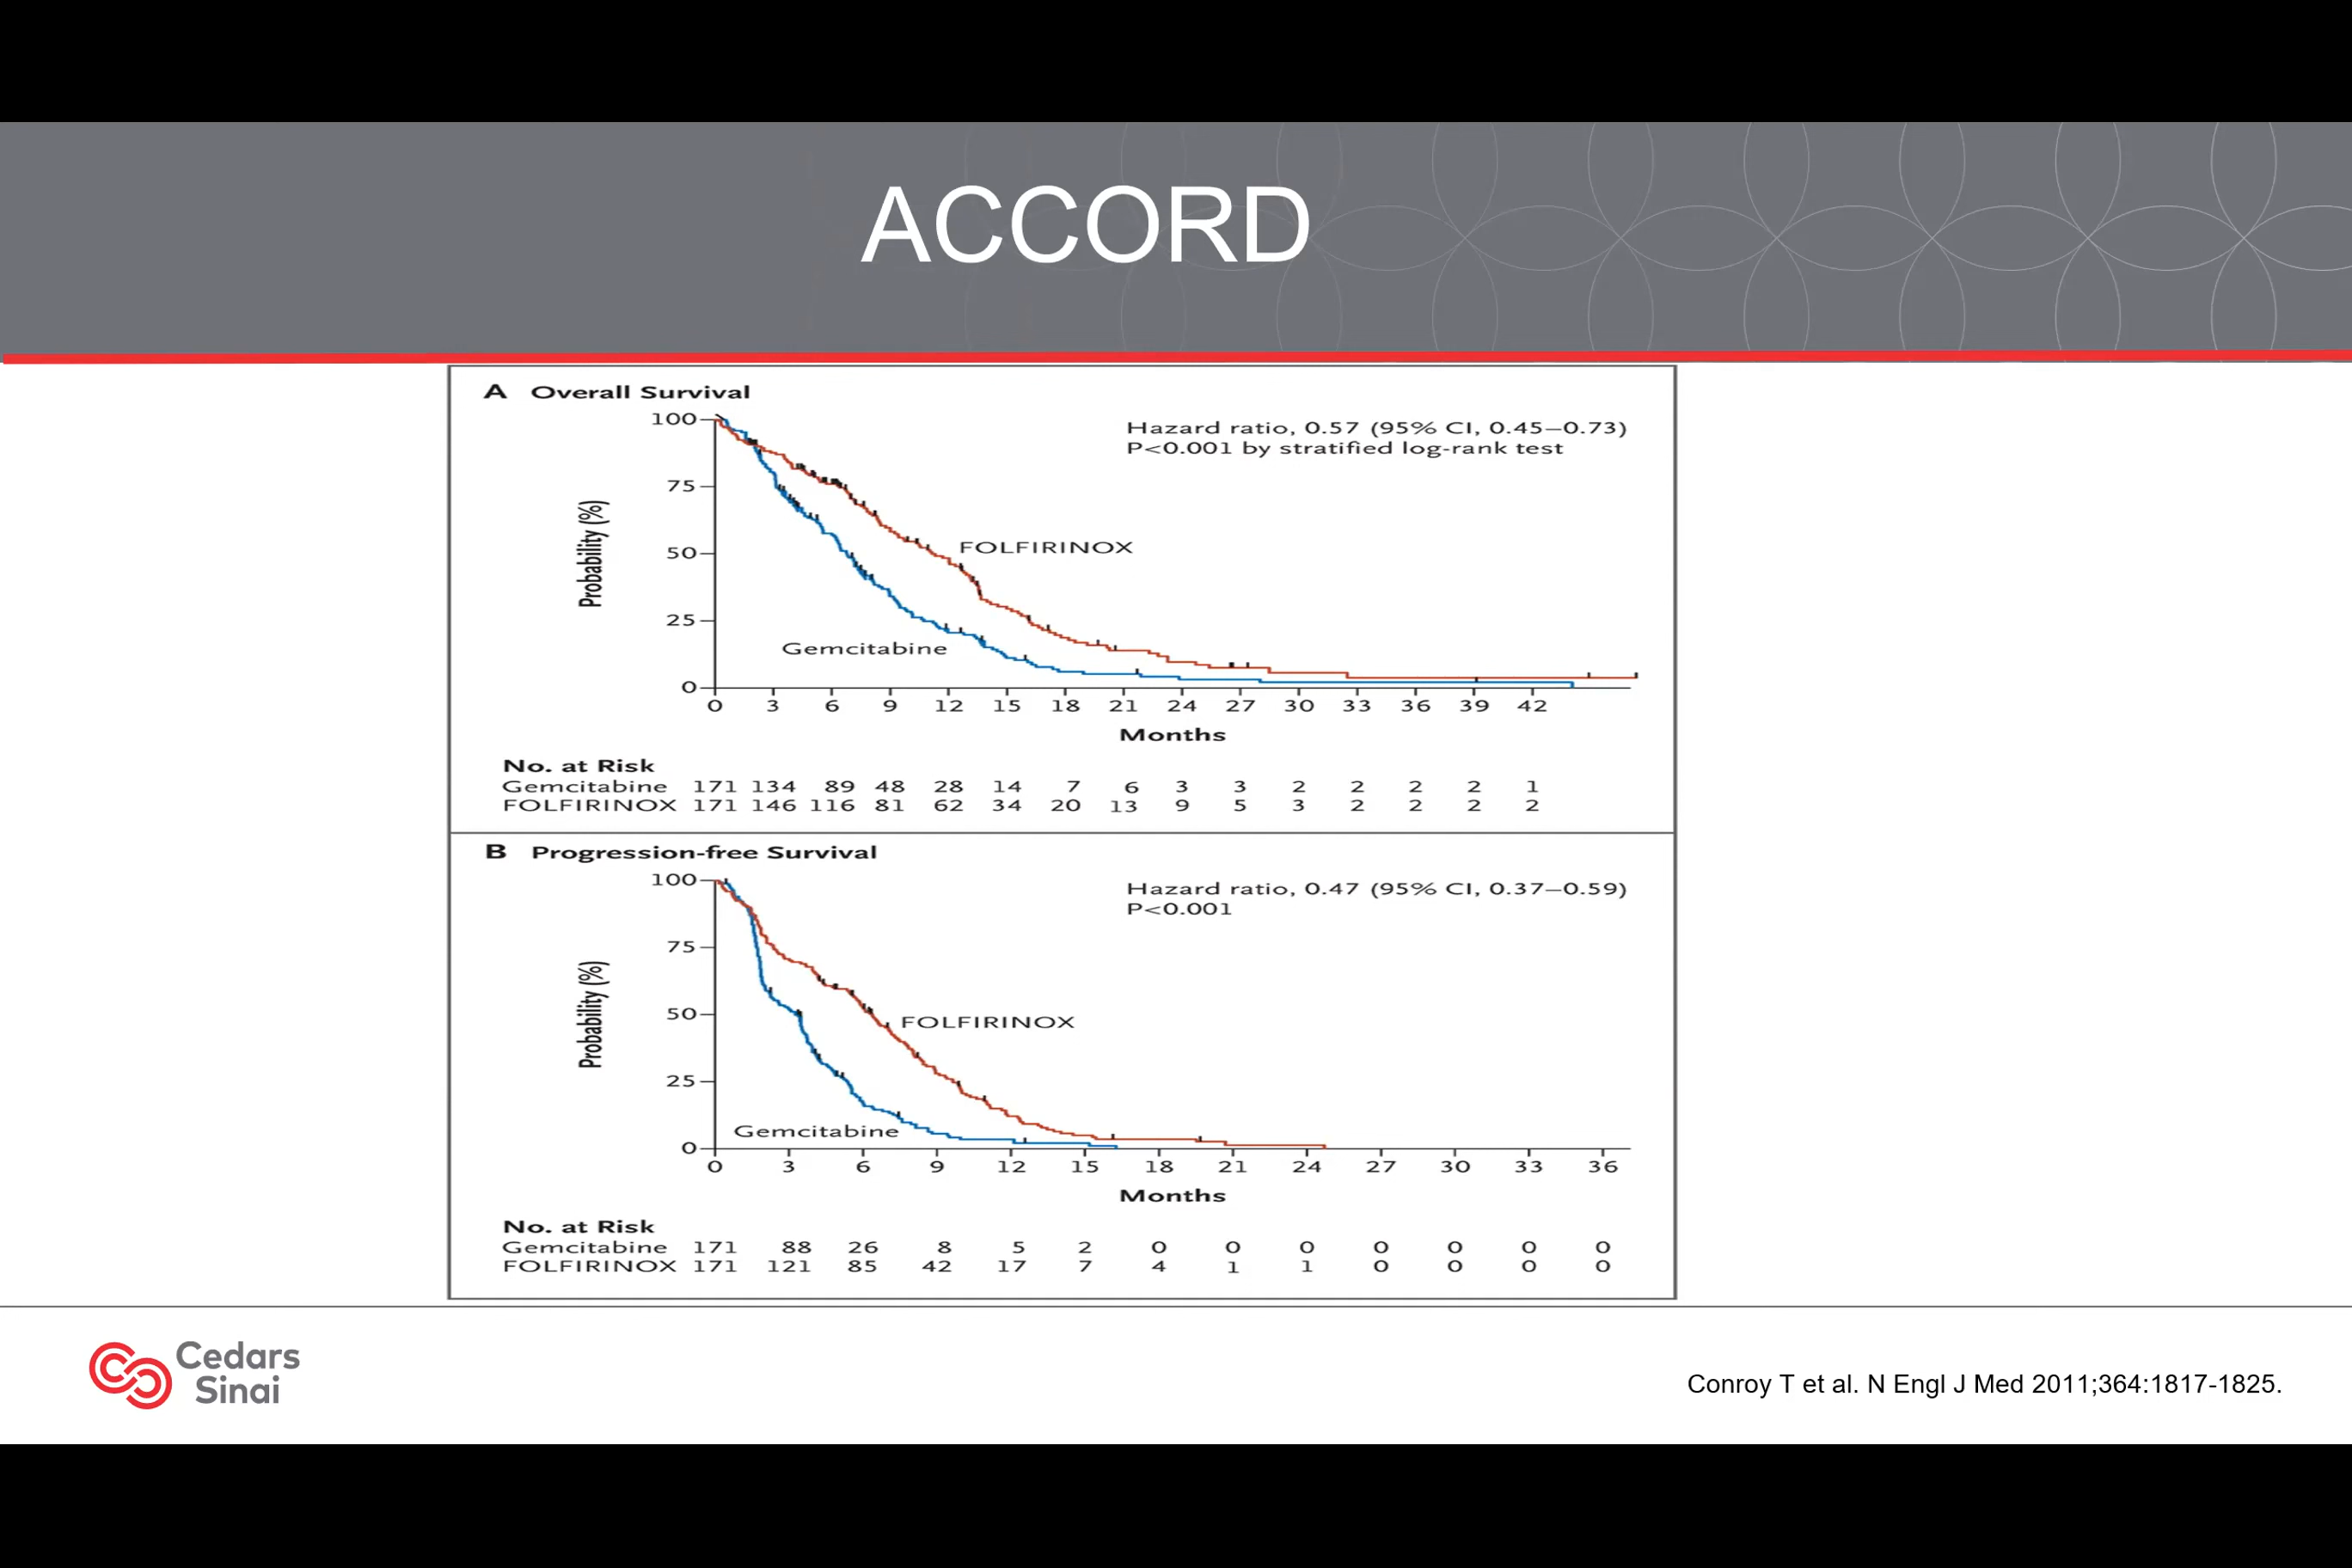 ACCORD
A Overall Survival
Hazard ratio, 0.57 (95% CI, 0.45–0.73)
P<0.001 by stratified log-rank test
Probability (%)
100
75
50
25
0
FOLFIRINOX
Gemcitabine
0 3 6 9 12 15 18 21 24 27 30 33 36 39 42
Months
No. at Risk
Gemcitabine 171 134 89 48 28 14 7 6 3 3 2 2 2 2 1
FOLFIRINOX 171 146 116 81 62 34 20 13 9 5 3 2 2 2 2
B Progression-free Survival
Hazard ratio, 0.47 (95% CI, 0.37–0.59)
P<0.001
Probability (%)
100
75
50
25
0
FOLFIRINOX
Gemcitabine
0 3 6 9 12 15 18 21 24 27 30 33 36
Months
No. at Risk
Gemcitabine 171 88 26 8 5 2 0 0 0 0 0 0 0
FOLFIRINOX 171 121 85 42 17 7 4 1 1 0 0 0 0
Cedars
Sinai
Conroy T et al. N Engl J Med 2011;364:1817-1825.